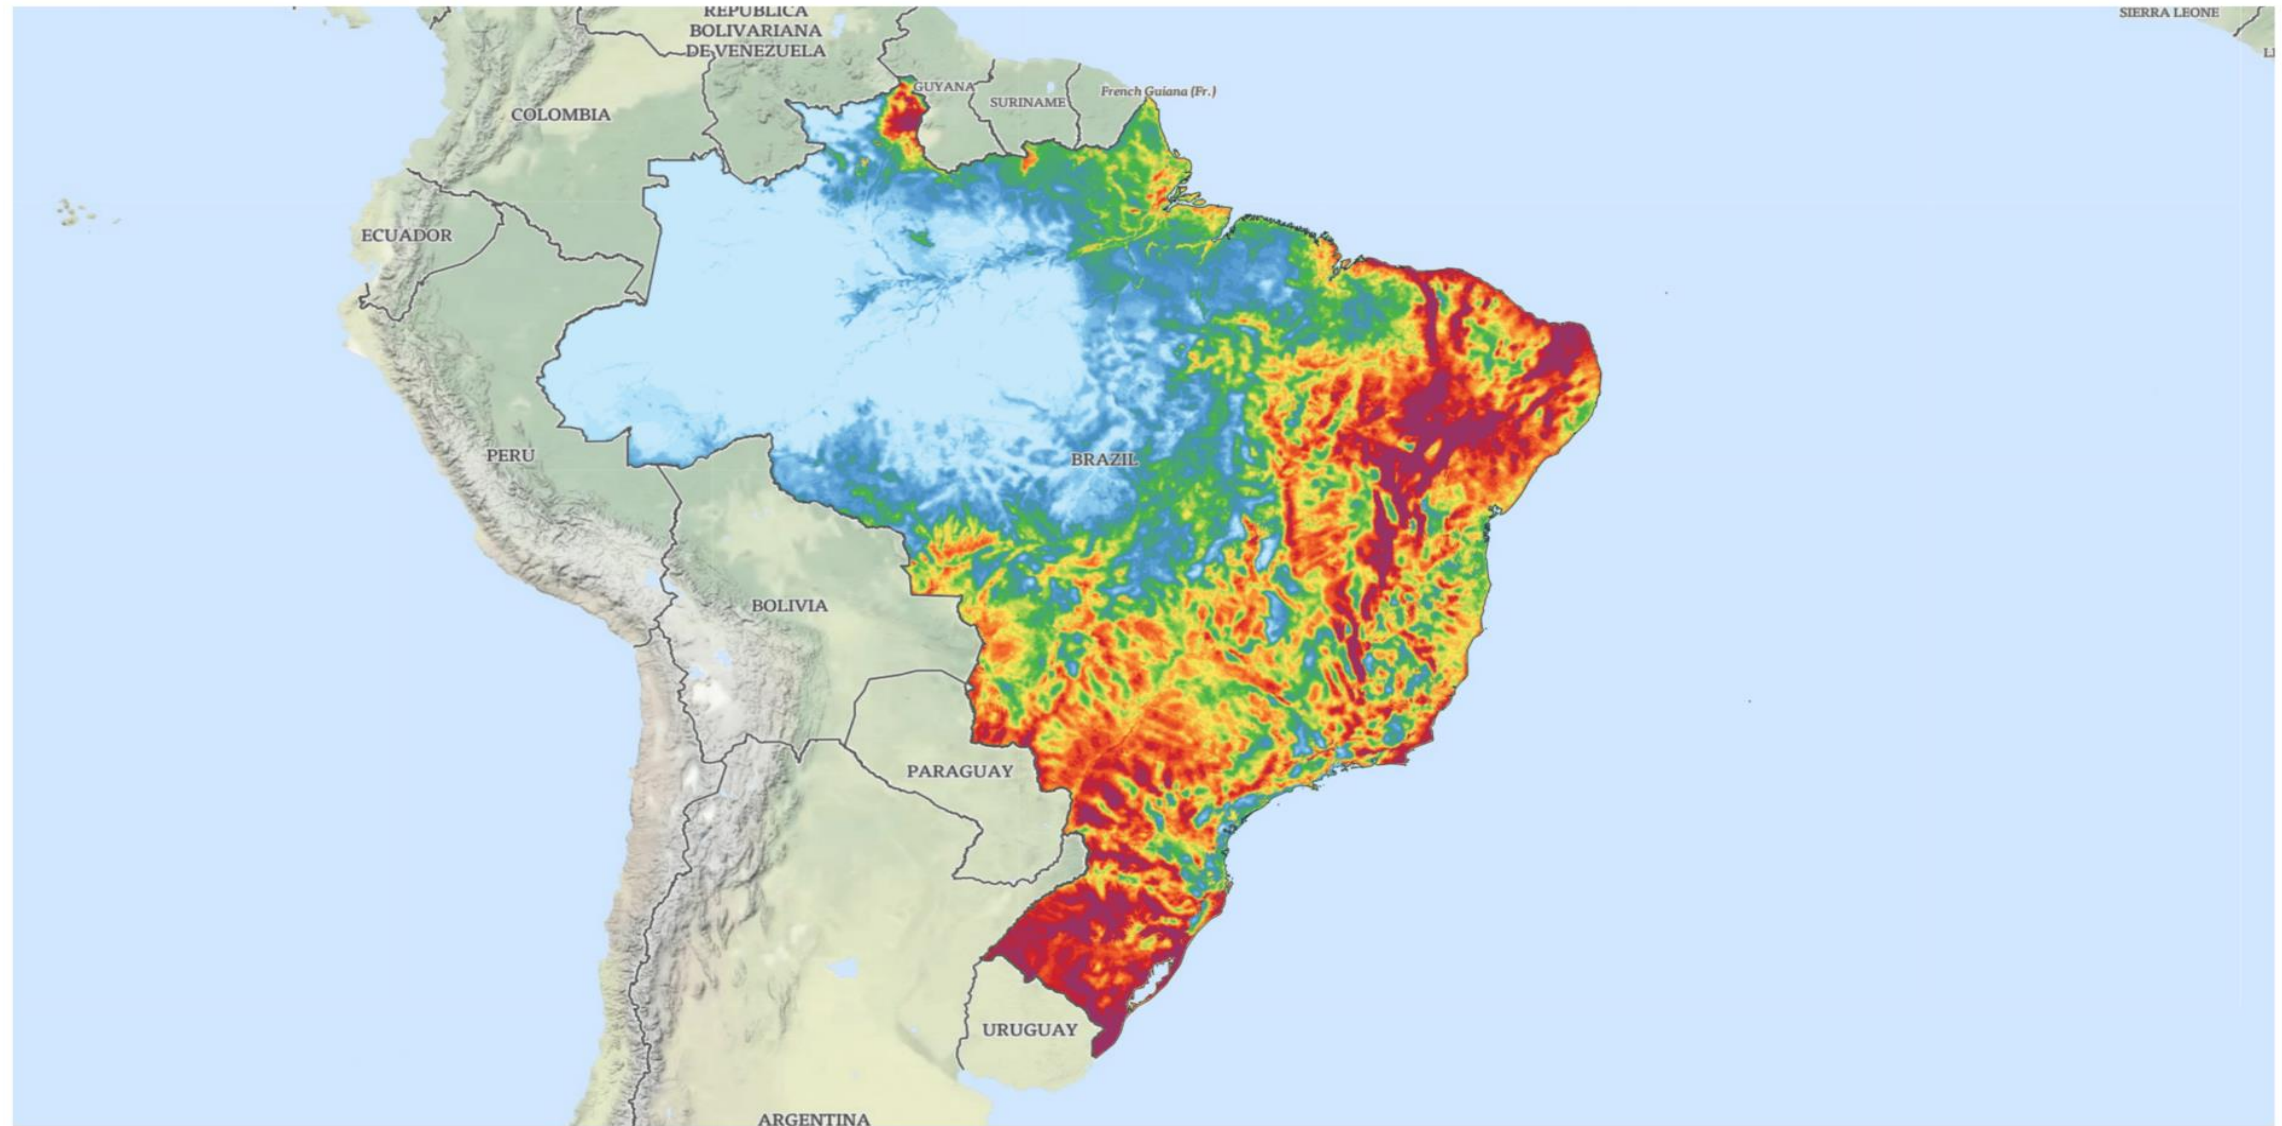 REPÚBLICA
BOLIVARIANA
DE VENEZUELA
SIERRA LEONE
GUYANA
SURINAME
French Guiana (Fr.)
COLOMBIA
ECUADOR
PERU
BRAZIL
BOLIVIA
PARAGUAY
URUGUAY
ARGENTINA